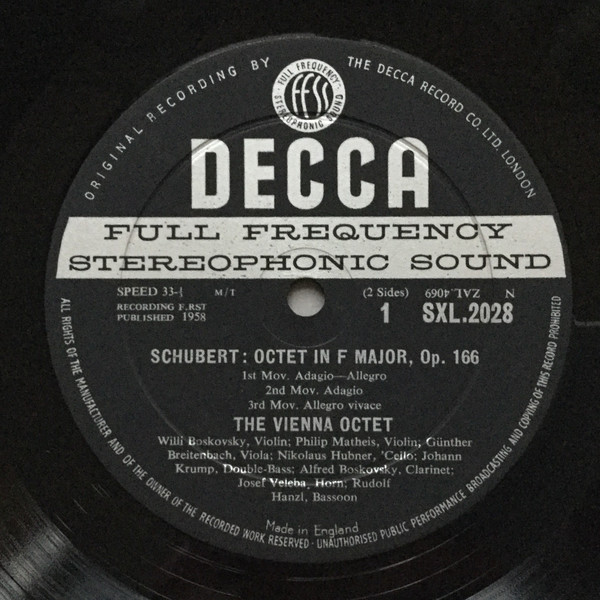 ORIGINAL RECORDING BY THE DECCA RECORD CO. LTD. LONDON
FULL FREQUENCY
ffss
STEREOPHONIC SOUND
DECCA
FULL FREQUENCY
STEREOPHONIC SOUND
SPEED 33-⅓ M/T (2 Sides) ZAL.4069 N
RECORDING F.RST 1 SXL.2028
PUBLISHED 1958
SCHUBERT: OCTET IN F MAJOR, Op. 166
1st Mov. Adagio—Allegro
2nd Mov. Adagio
3rd Mov. Allegro vivace
THE VIENNA OCTET
Willi Boskovsky, Violin; Philip Matheis, Violin; Günther
Breitenbach, Viola; Nikolaus Hubner, 'Cello; Johann
Krump, Double-Bass; Alfred Boskovsky, Clarinet;
Josef Veleba, Horn; Rudolf
Hanzl, Bassoon
Made in England
ALL RIGHTS OF THE MANUFACTURER AND OF THE OWNER OF THE RECORDED WORK RESERVED · UNAUTHORISED PUBLIC PERFORMANCE BROADCASTING AND COPYING OF THIS RECORD PROHIBITED